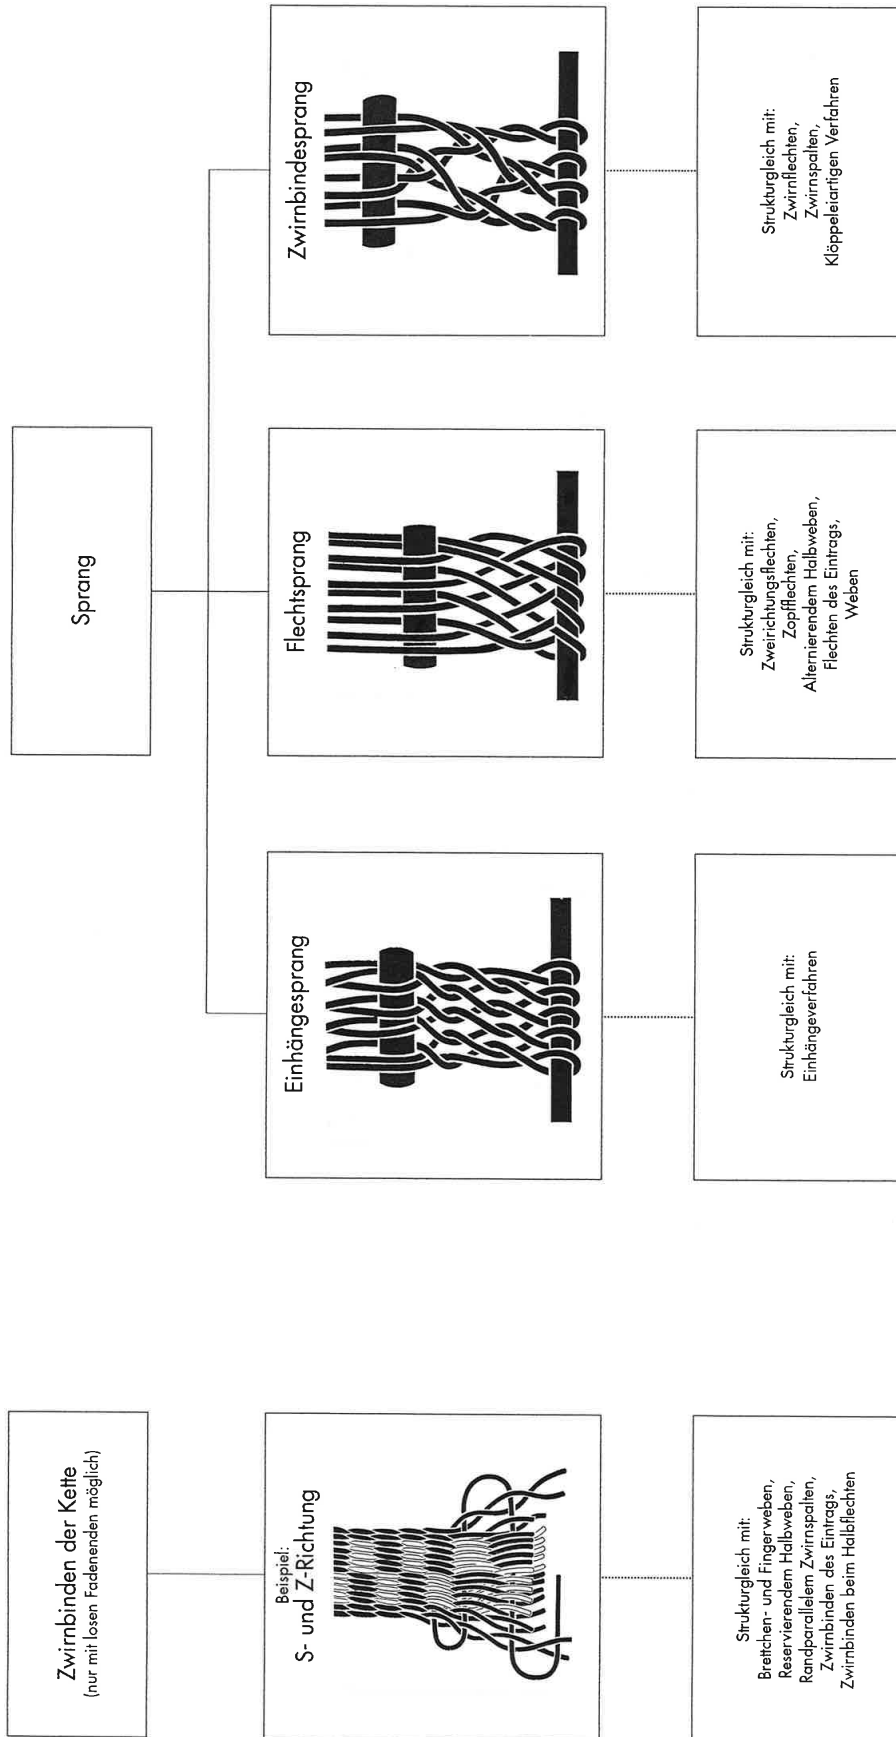 Zwirnbinden der Kette
(nur mit losen Fadenenden möglich)
Sprang
Beispiel:
S- und Z-Richtung
Einhängesprang
Flechtsprang
Zwirnbindesprang
Strukturgleich mit:
Brettchen- und Fingerweben,
Reservierendem Halbweben,
Randparallelem Zwirnspalten,
Zwirnbinden des Eintrags,
Zwirnbinden beim Halbflechten
Strukturgleich mit:
Einhängeverfahren
Strukturgleich mit:
Zweirichtungsflechten,
Zopfflechten,
Alternierendem Halbweben,
Flechten des Eintrags,
Weben
Strukturgleich mit:
Zwirnflechten,
Zwirnspalten,
Klöppeleiartigen Verfahren